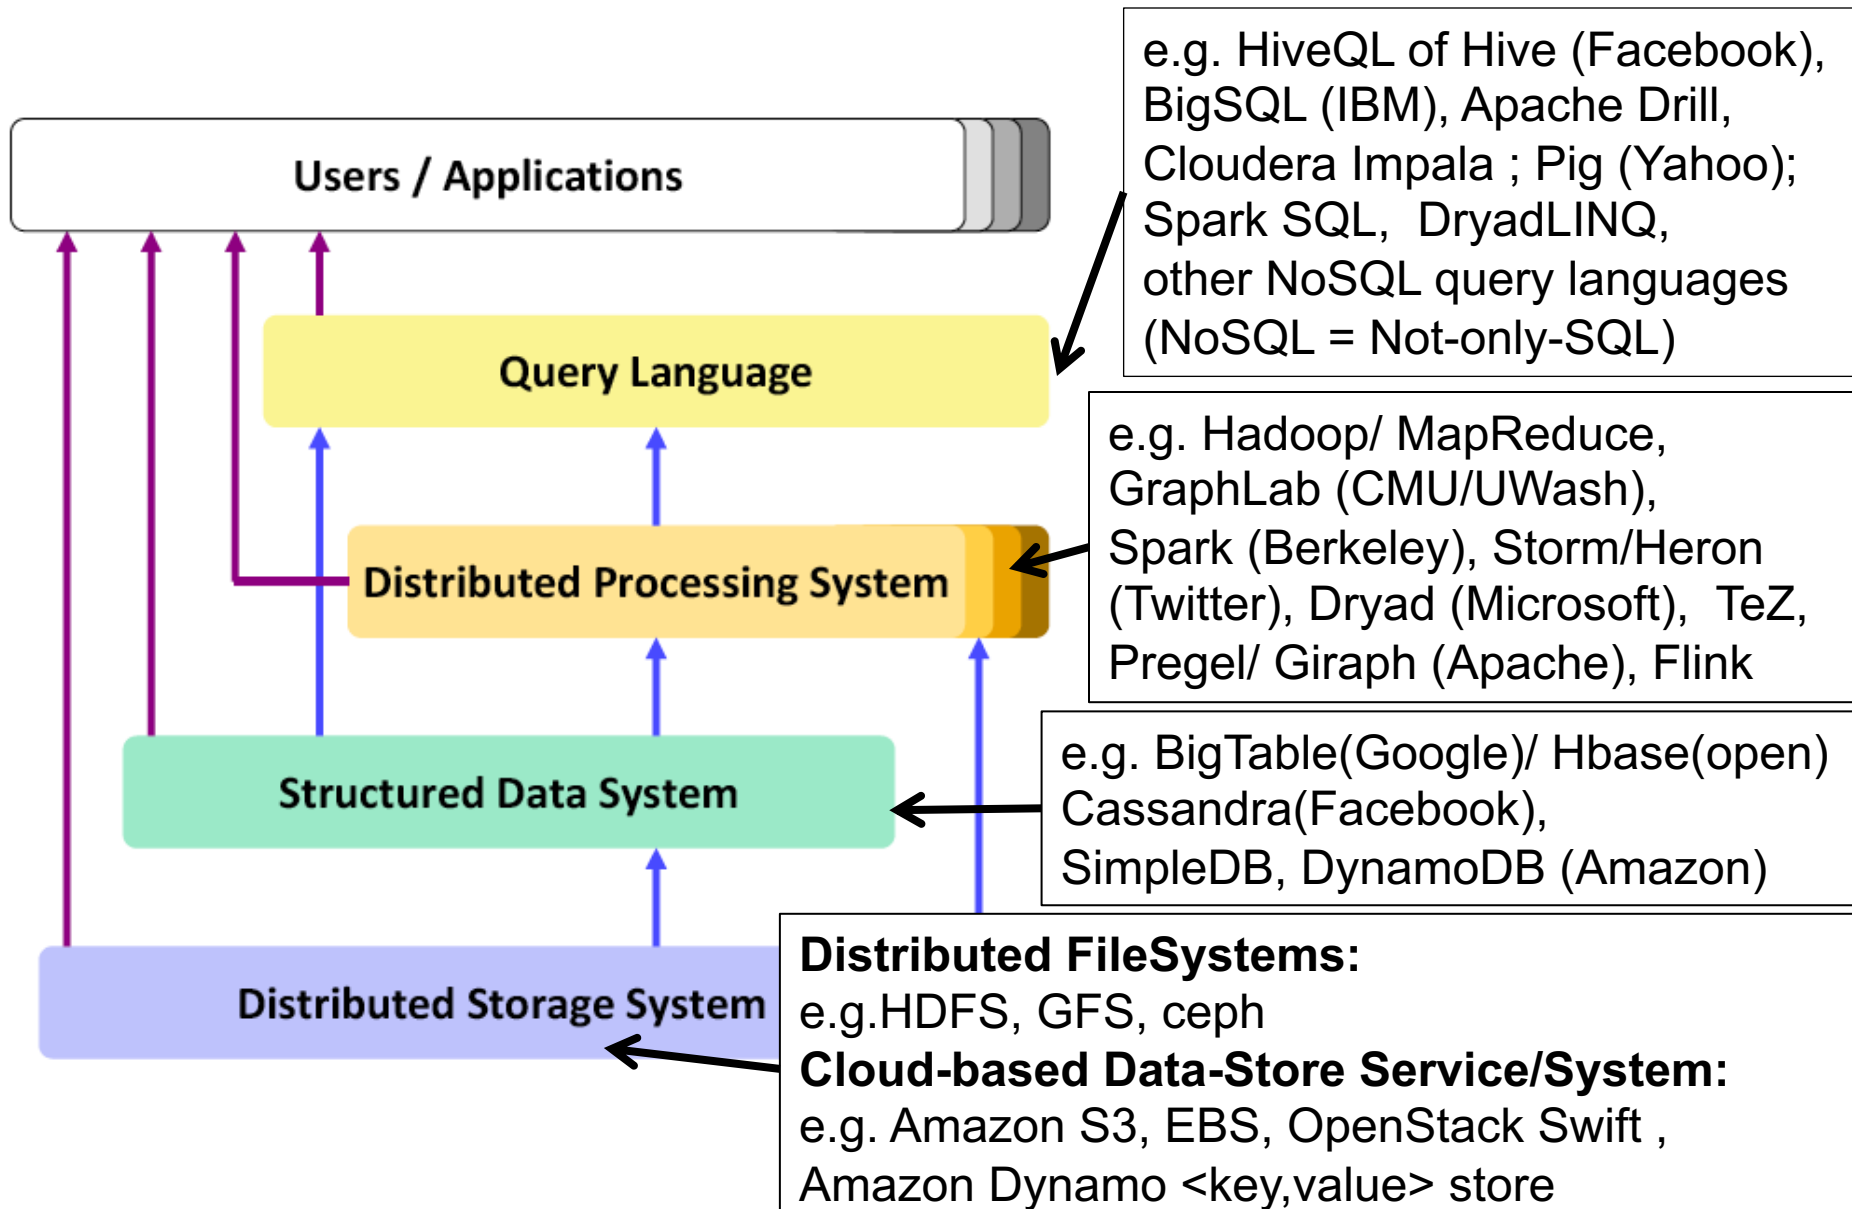 e.g. HiveQL of Hive (Facebook),
BigSQL (IBM), Apache Drill,
Cloudera Impala ; Pig (Yahoo);
Spark SQL,  DryadLINQ,
other NoSQL query languages
(NoSQL = Not-only-SQL)
Users / Applications
Query Language
e.g. Hadoop/ MapReduce,
GraphLab (CMU/UWash),
Spark (Berkeley), Storm/Heron
(Twitter), Dryad (Microsoft),  TeZ,
Pregel/ Giraph (Apache), Flink
Distributed Processing System
e.g. BigTable(Google)/ Hbase(open)
Cassandra(Facebook),
SimpleDB, DynamoDB (Amazon)
Structured Data System
Distributed Storage System
Distributed FileSystems:
e.g.HDFS, GFS, ceph
Cloud-based Data-Store Service/System:
e.g. Amazon S3, EBS, OpenStack Swift ,
Amazon Dynamo <key,value> store